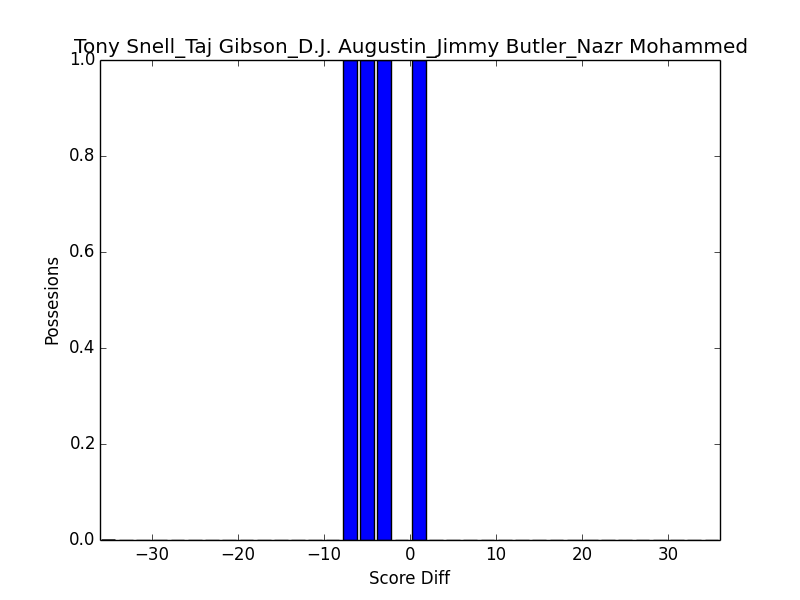 Tony Snell_Taj Gibson_D.J. Augustin_Jimmy Butler_Nazr Mohammed
1.0
0.8
0.6
0.4
0.2
0.0
Possesions
−30 −20 −10 0 10 20 30
Score Diff